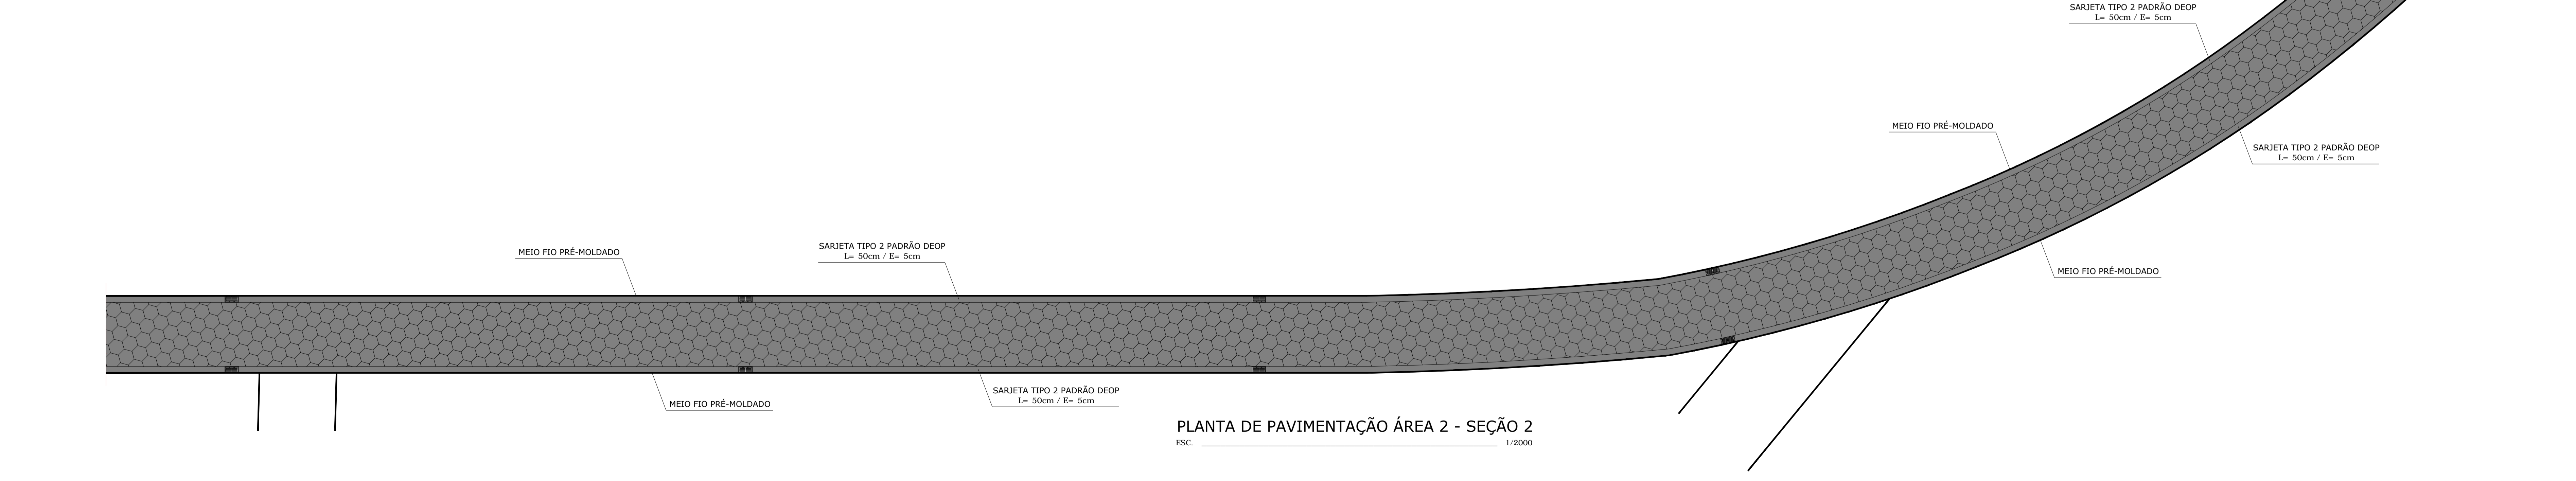 SARJETA TIPO 2 PADRÃO DEOP
L= 50cm / E= 5cm
MEIO FIO PRÉ-MOLDADO
SARJETA TIPO 2 PADRÃO DEOP
L= 50cm / E= 5cm
MEIO FIO PRÉ-MOLDADO
SARJETA TIPO 2 PADRÃO DEOP
L= 50cm / E= 5cm
MEIO FIO PRÉ-MOLDADO
MEIO FIO PRÉ-MOLDADO
SARJETA TIPO 2 PADRÃO DEOP
L= 50cm / E= 5cm
PLANTA DE PAVIMENTAÇÃO ÁREA 2 - SEÇÃO 2
ESC. 1/2000